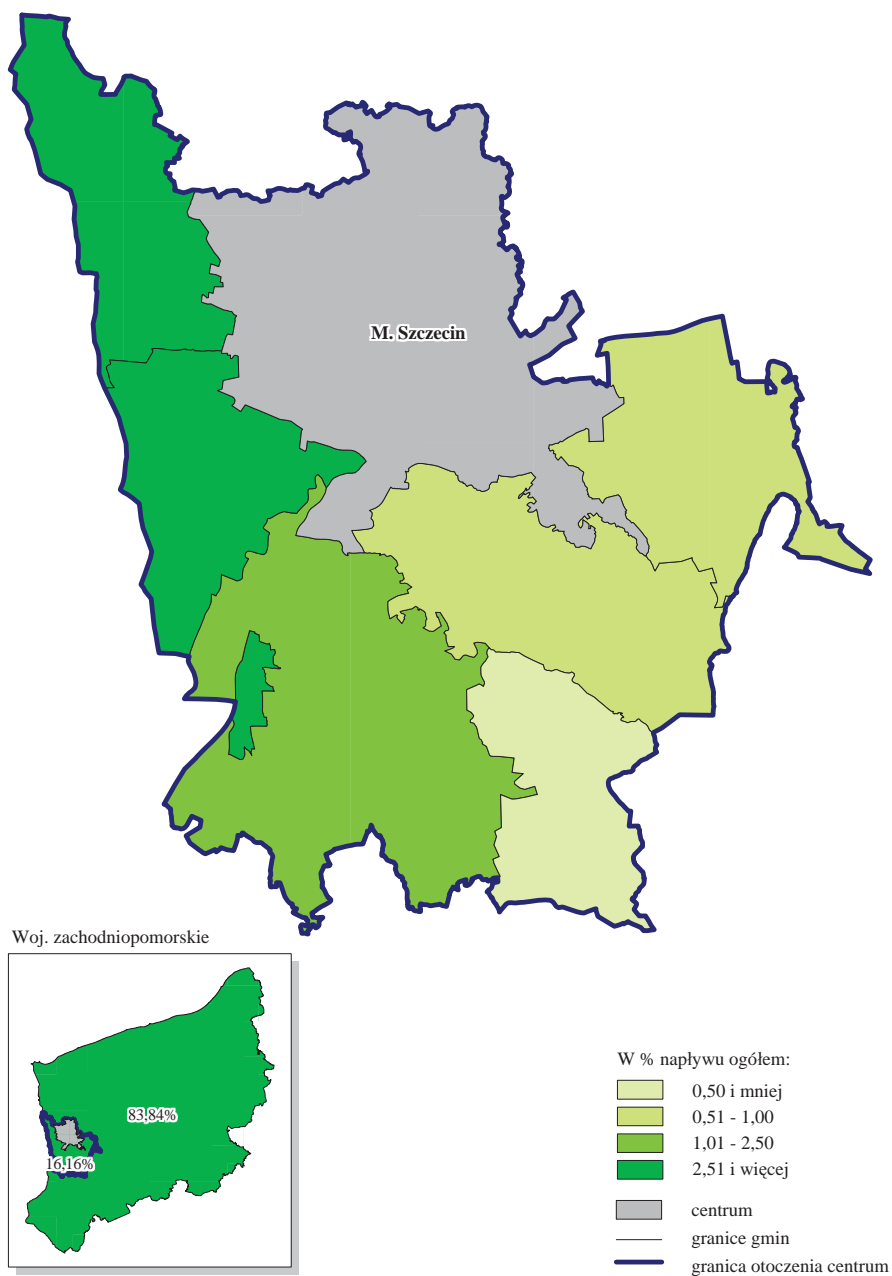 M. Szczecin
Woj. zachodniopomorskie
83,84%
16,16%
W % napływu ogółem:
0,50 i mniej
0,51 - 1,00
1,01 - 2,50
2,51 i więcej
centrum
granice gmin
granica otoczenia centrum